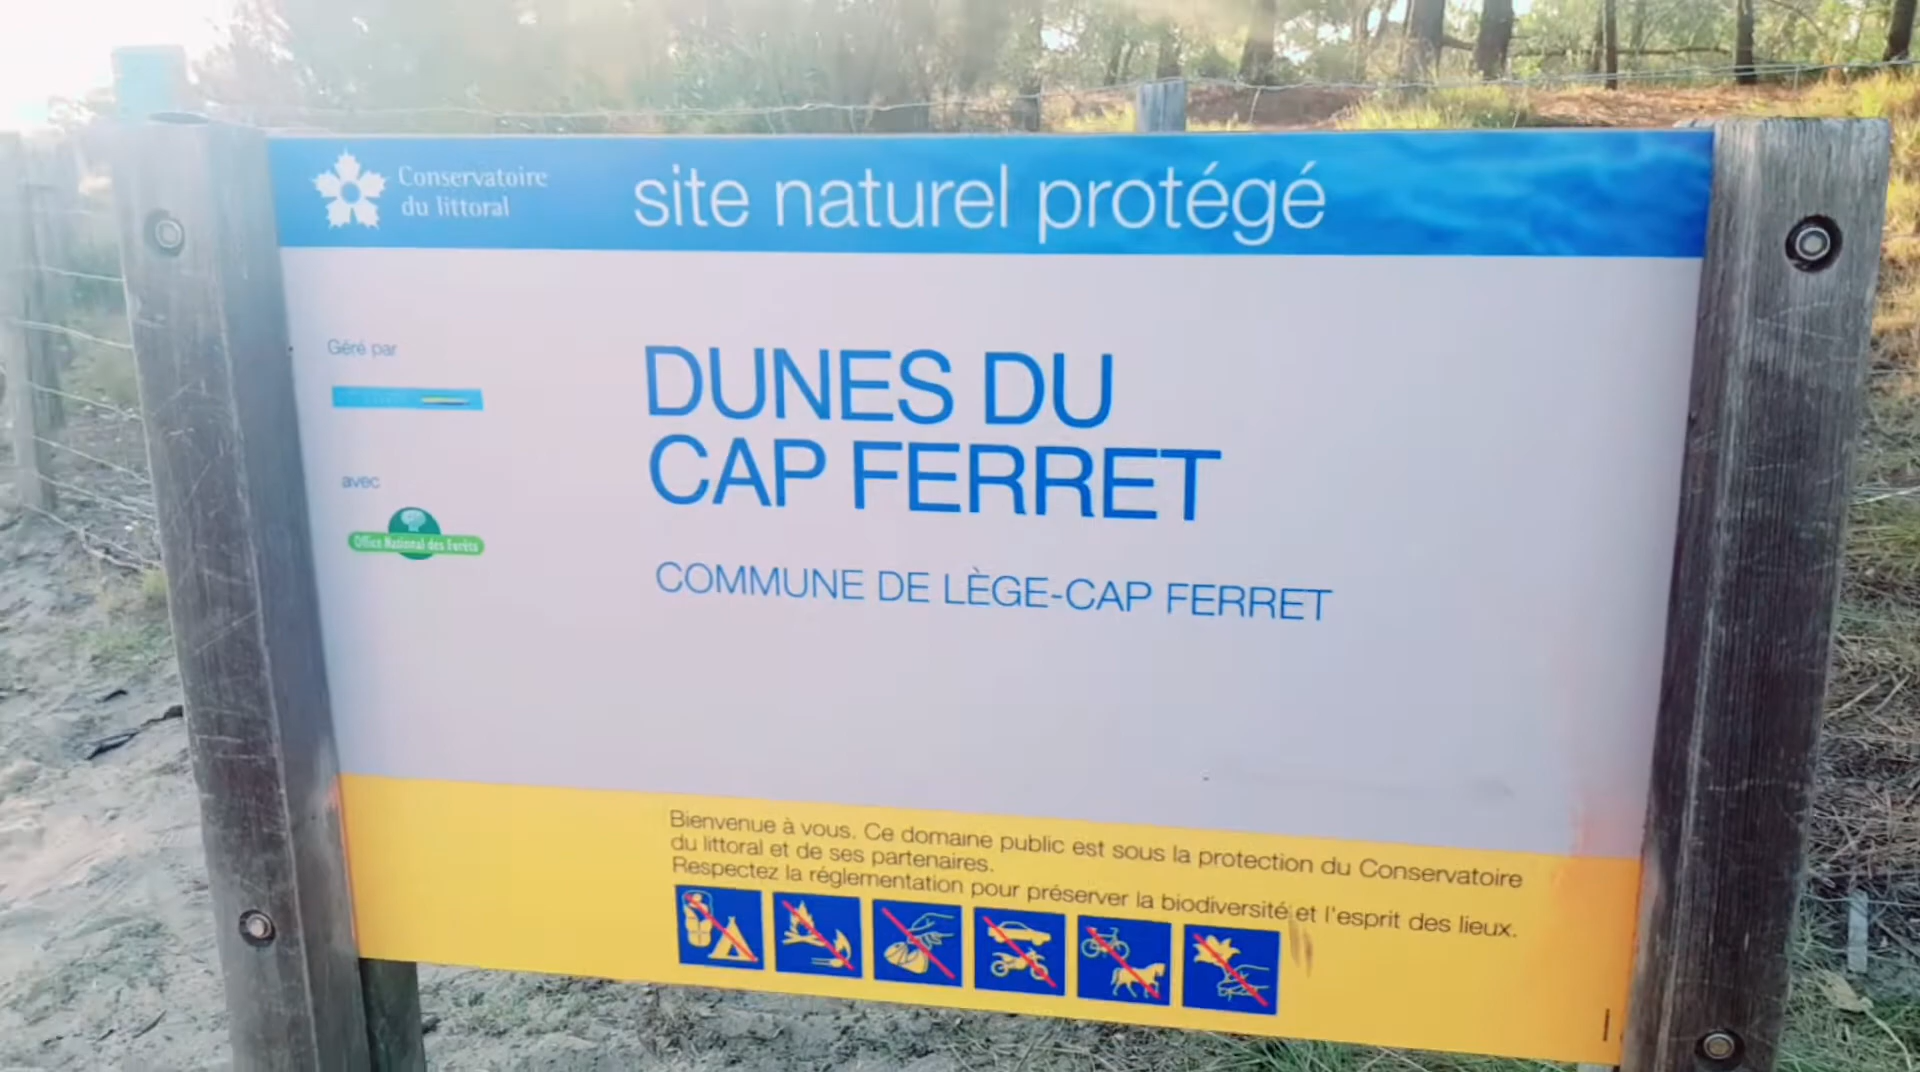 Conservatoire
du littoral
site naturel protégé
Géré par
avec
Office National des Forêts
DUNES DU
CAP FERRET
COMMUNE DE LÈGE-CAP FERRET
Bienvenue à vous. Ce domaine public est sous la protection du Conservatoire
du littoral et de ses partenaires.
Respectez la réglementation pour préserver la biodiversité et l'esprit des lieux.